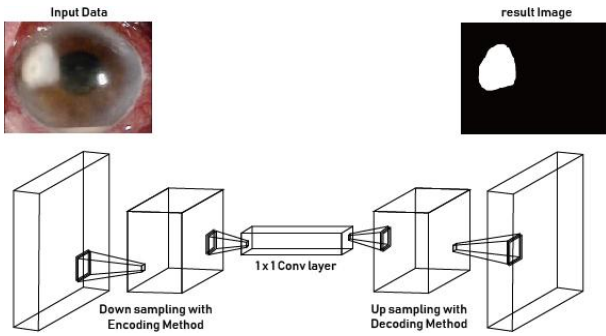 Input Data
result Image
1 x 1 Conv layer
Down sampling with
Encoding Method
Up sampling with
Decoding Method